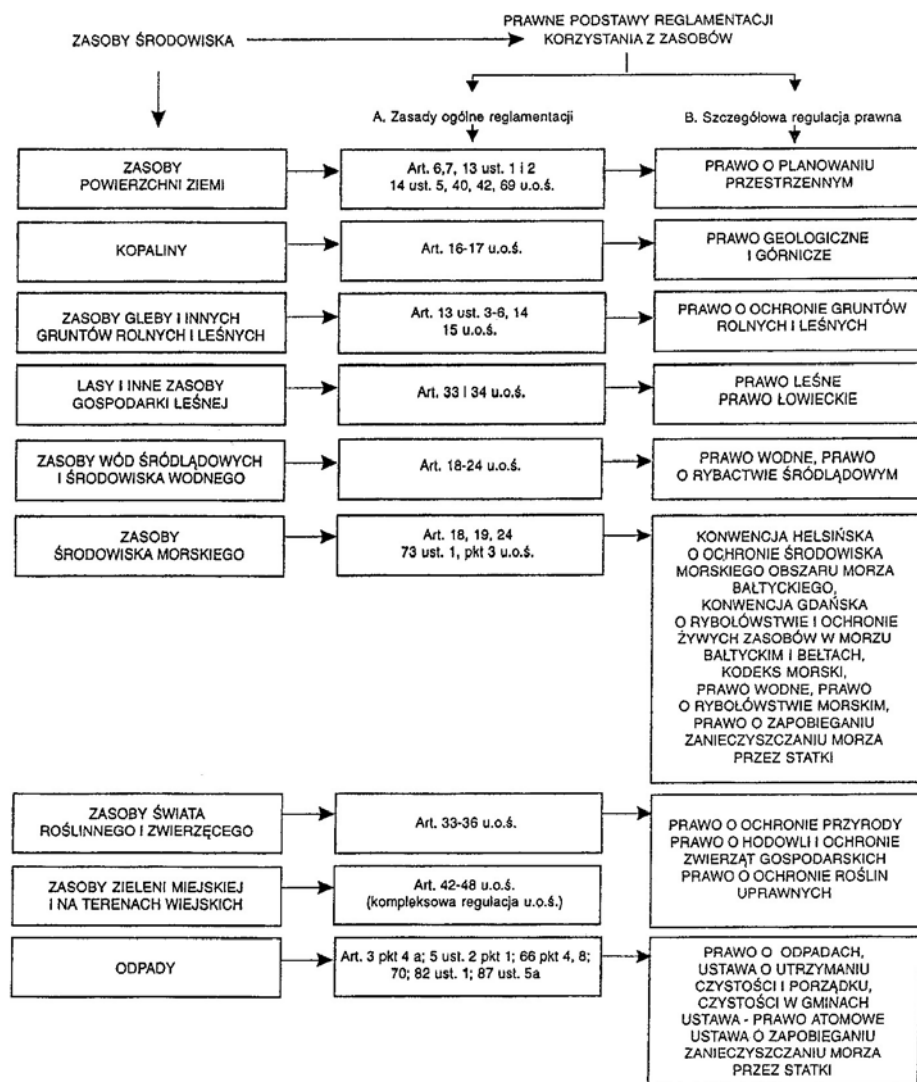 ZASOBY ŚRODOWISKA
PRAWNE PODSTAWY REGLAMENTACJI
KORZYSTANIA Z ZASOBÓW
A. Zasady ogólne reglamentacji
B. Szczegółowa regulacja prawna
ZASOBY
POWIERZCHNI ZIEMI
Art. 6,7, 13 ust. 1 i 2
14 ust. 5, 40, 42, 69 u.o.ś.
PRAWO O PLANOWANIU
PRZESTRZENNYM
KOPALINY
Art. 16-17 u.o.ś.
PRAWO GEOLOGICZNE
I GÓRNICZE
ZASOBY GLEBY I INNYCH
GRUNTÓW ROLNYCH I LEŚNYCH
Art. 13 ust. 3-6, 14
15 u.o.ś.
PRAWO O OCHRONIE GRUNTÓW
ROLNYCH I LEŚNYCH
LASY I INNE ZASOBY
GOSPODARKI LEŚNEJ
Art. 33 i 34 u.o.ś.
PRAWO LEŚNE
PRAWO ŁOWIECKIE
ZASOBY WÓD ŚRÓDLĄDOWYCH
I ŚRODOWISKA WODNEGO
Art. 18-24 u.o.ś.
PRAWO WODNE, PRAWO
O RYBACTWIE ŚRÓDLĄDOWYM
ZASOBY
ŚRODOWISKA MORSKIEGO
Art. 18, 19, 24
73 ust. 1, pkt 3 u.o.ś.
KONWENCJA HELSIŃSKA
O OCHRONIE ŚRODOWISKA
MORSKIEGO OBSZARU MORZA
BAŁTYCKIEGO,
KONWENCJA GDAŃSKA
O RYBOŁÓWSTWIE I OCHRONIE
ŻYWYCH ZASOBÓW W MORZU
BAŁTYCKIM I BEŁTACH,
KODEKS MORSKI,
PRAWO WODNE, PRAWO
O RYBOŁÓWSTWIE MORSKIM,
PRAWO O ZAPOBIEGANIU
ZANIECZYSZCZANIU MORZA
PRZEZ STATKI
ZASOBY ŚWIATA
ROŚLINNEGO I ZWIERZĘCEGO
Art. 33-36 u.o.ś.
PRAWO O OCHRONIE PRZYRODY
PRAWO O HODOWLI I OCHRONIE
ZWIERZĄT GOSPODARSKICH
PRAWO O OCHRONIE ROŚLIN
UPRAWNYCH
ZASOBY ZIELENI MIEJSKIEJ
I NA TERENACH WIEJSKICH
Art. 42-48 u.o.ś.
(kompleksowa regulacja u.o.ś.)
ODPADY
Art. 3 pkt 4 a; 5 ust. 2 pkt 1; 66 pkt 4, 8;
70; 82 ust. 1; 87 ust. 5a
PRAWO O ODPADACH,
USTAWA O UTRZYMANIU
CZYSTOŚCI I PORZĄDKU,
CZYSTOŚCI W GMINACH
USTAWA - PRAWO ATOMOWE
USTAWA O ZAPOBIEGANIU
ZANIECZYSZCZANIU MORZA
PRZEZ STATKI